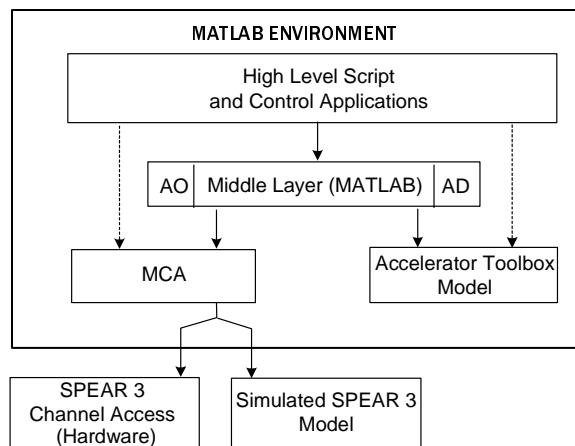 MATLAB ENVIRONMENT
High Level Script
and Control Applications
AO Middle Layer (MATLAB) AD
MCA
Accelerator Toolbox
Model
SPEAR 3
Channel Access
(Hardware)
Simulated SPEAR 3
Model